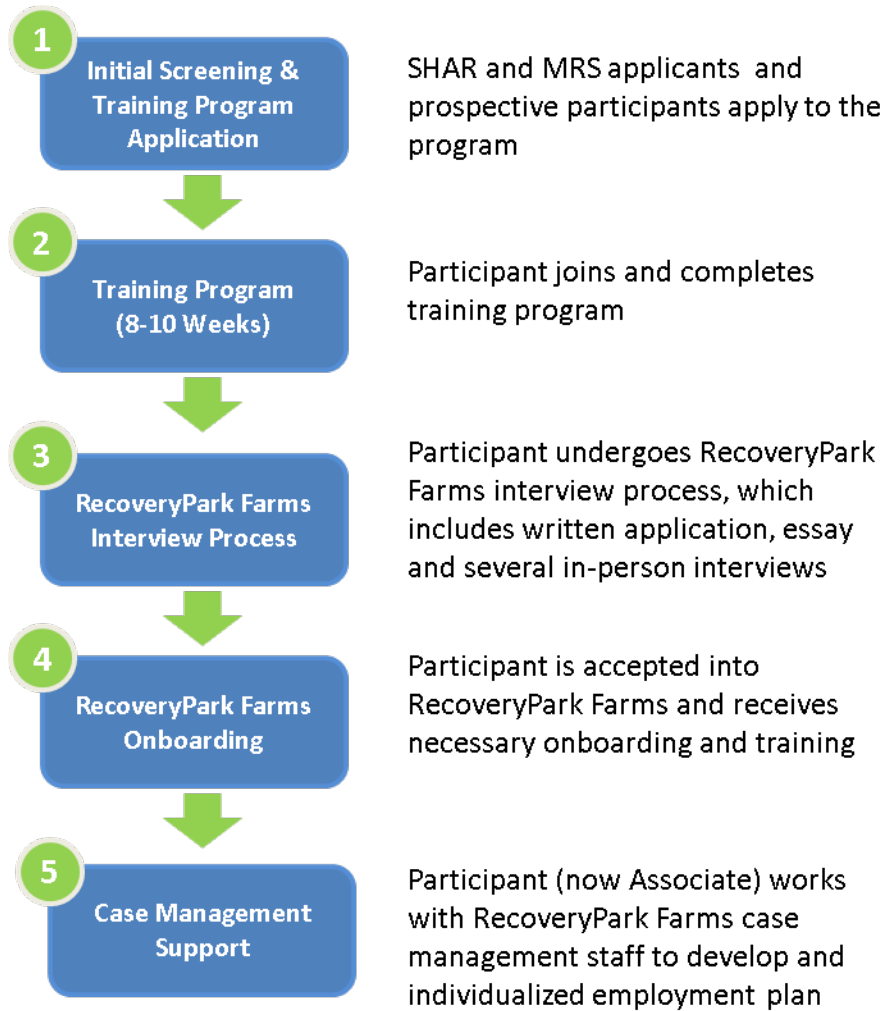 1
Initial Screening &
Training Program
Application
SHAR and MRS applicants and
prospective participants apply to the
program
2
Training Program
(8-10 Weeks)
Participant joins and completes
training program
3
RecoveryPark Farms
Interview Process
Participant undergoes RecoveryPark
Farms interview process, which
includes written application, essay
and several in-person interviews
4
RecoveryPark Farms
Onboarding
Participant is accepted into
RecoveryPark Farms and receives
necessary onboarding and training
5
Case Management
Support
Participant (now Associate) works
with RecoveryPark Farms case
management staff to develop and
individualized employment plan